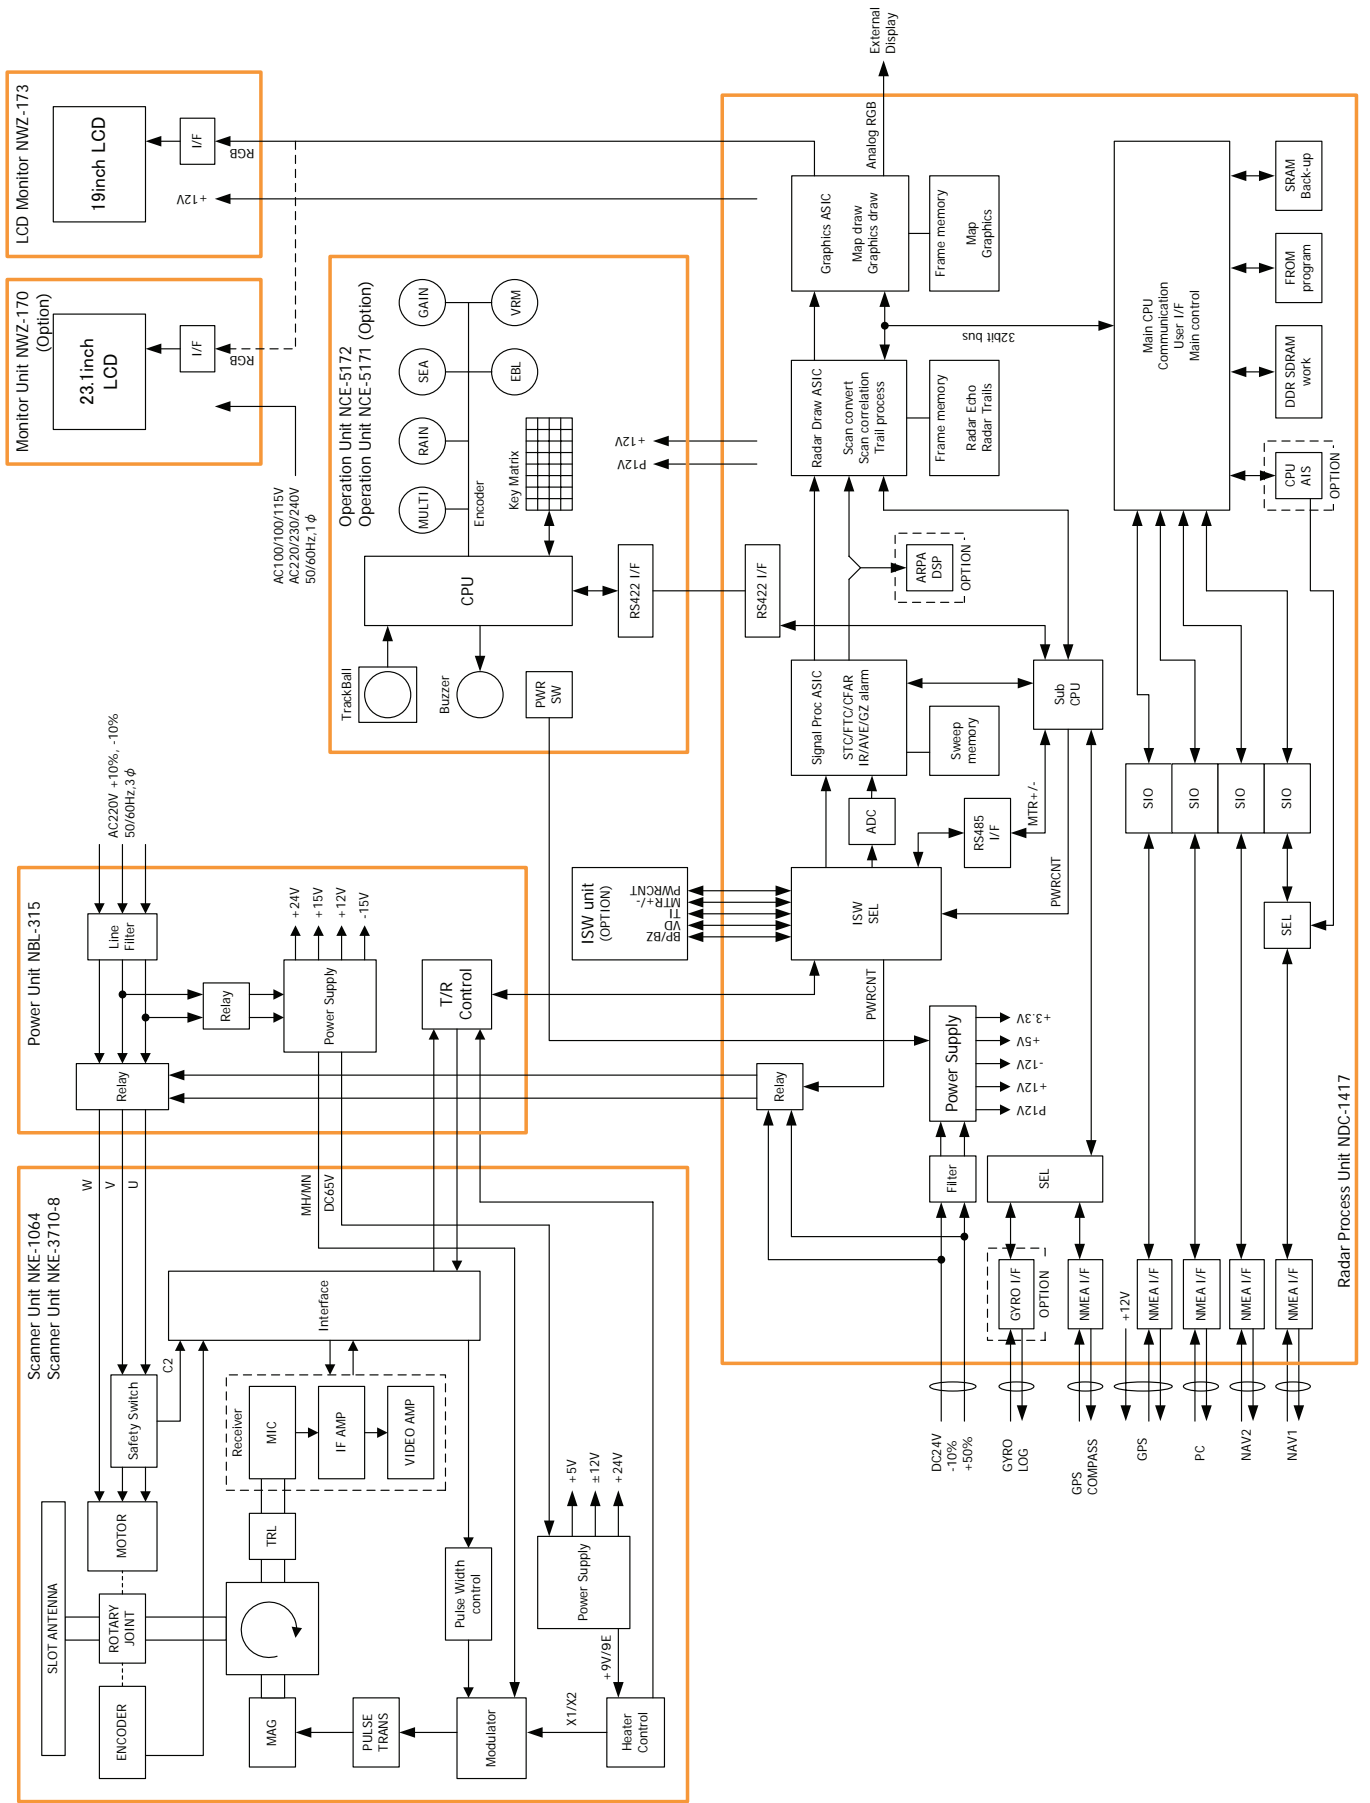 Scanner Unit NKE-1064
Scanner Unit NKE-3710-8
SLOT ANTENNA
ENCODER
ROTARY
JOINT
MOTOR
Safety Switch
C2
W
V
U
MAG
TRL
Receiver
MIC
IF AMP
VIDEO AMP
Interface
PULSE
TRANS
Modulator
Pulse Width
control
X1/X2
Heater
Control
+9V/9E
Power Supply
+5V
±12V
+24V
MH/MN
DC65V
Power Unit NBL-315
Relay
Line
Filter
Relay
Power Supply
+24V
+15V
+12V
-15V
T/R
Control
AC220V +10%, -10%
50/60Hz,3ϕ
Monitor Unit NWZ-170
(Option)
23.1inch
LCD
I/F
RGB
AC100/100/115V
AC220/230/240V
50/60Hz,1ϕ
LCD Monitor NWZ-173
19inch LCD
I/F
RGB
+12V
Operation Unit NCE-5172
Operation Unit NCE-5171 (Option)
TrackBall
Buzzer
PWR
SW
CPU
RS422 I/F
Encoder
Key Matrix
MULTI
RAIN
SEA
GAIN
EBL
VRM
P12V
+12V
Radar Process Unit NDC-1417
ISW unit
(OPTION)
BP/BZ
VD
TI
MTR+/-
PWRCNT
ISW
SEL
PWRCNT
Relay
Filter
Power Supply
P12V
+12V
-12V
+5V
+3.3V
ADC
RS485
I/F
MTR+/-
PWRCNT
Signal Proc ASIC
STC/FTC/CFAR
IR/AVE/GZ alarm
Sweep
memory
Sub
CPU
RS422 I/F
ARPA
DSP
OPTION
Radar Draw ASIC
Scan convert
Scan correlation
Trail process
Frame memory
Radar Echo
Radar Trails
Graphics ASIC
Map draw
Graphics draw
Frame memory
Map
Graphics
Analog RGB
External
Display
32bit bus
Main CPU
Communication
User I/F
Main control
CPU
AIS
OPTION
DDR SDRAM
work
FROM
program
SRAM
Back-up
SIO
SIO
SIO
SIO
SEL
SEL
GYRO I/F
OPTION
NMEA I/F
+12V
NMEA I/F
NMEA I/F
NMEA I/F
NMEA I/F
DC24V
-10%
+50%
GYRO
LOG
GPS
COMPASS
GPS
PC
NAV2
NAV1